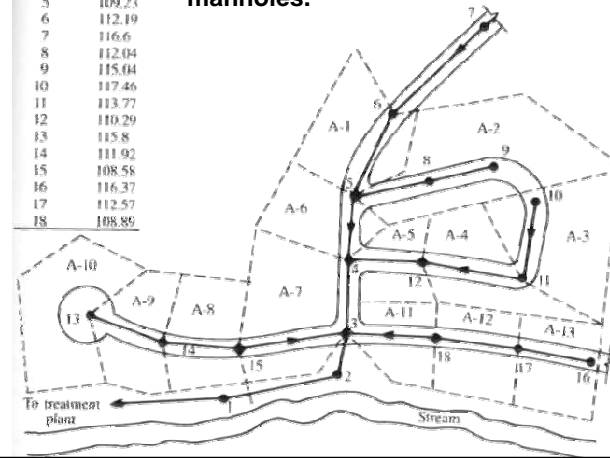 manholes.
5 109.23
6 112.19
7 116.6
8 112.04
9 115.04
10 117.46
11 113.77
12 110.29
13 115.8
14 111.92
15 108.58
16 116.37
17 112.57
18 108.89
7
6
A-1
A-2
9
8
5
10
A-6
A-5
A-4
A-3
A-10
4
12
11
A-9
A-8
A-7
13
A-11
A-12
A-13
3
14
15
18
17
16
2
To treatment
plant
1
Stream